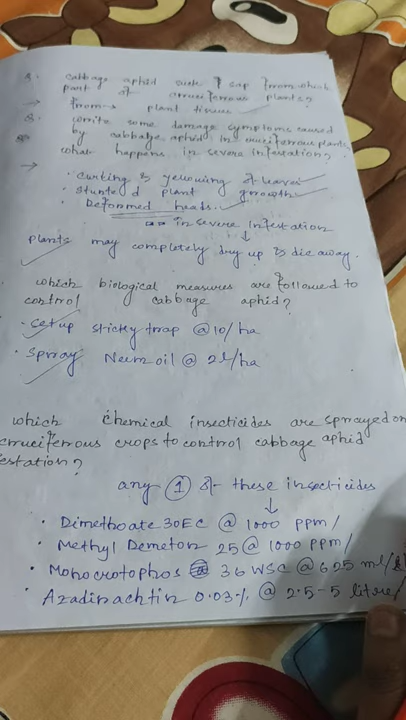 Q. cabbage aphid suck sap from which
part of cruciferous plants?
→ from → plant tissue
Q. write some damage symptoms caused
by cabbage aphid in cruciferous plants
what happens in severe infestation?
→
• Curling & yellowing of leaves
• Stunted plant growth
• Deformed heads.
in severe Infestation
↓
plants may completely dry up & die away.
which biological measures are followed to
control cabbage aphid?
• Set up sticky trap @ 10/ha
• Spray Neem oil @ 2l/ha
which chemical insecticides are sprayed on
cruciferous crops to control cabbage aphid
estation?
any ① of these insecticides
↓
• Dimethoate 30EC @ 1000 ppm/
• Methyl Demeton 25 @ 1000 ppm/
• Monocrotophos 36 WSC @ 625 ml/
• Azadirachtin 0.03% @ 2.5-5 litre/